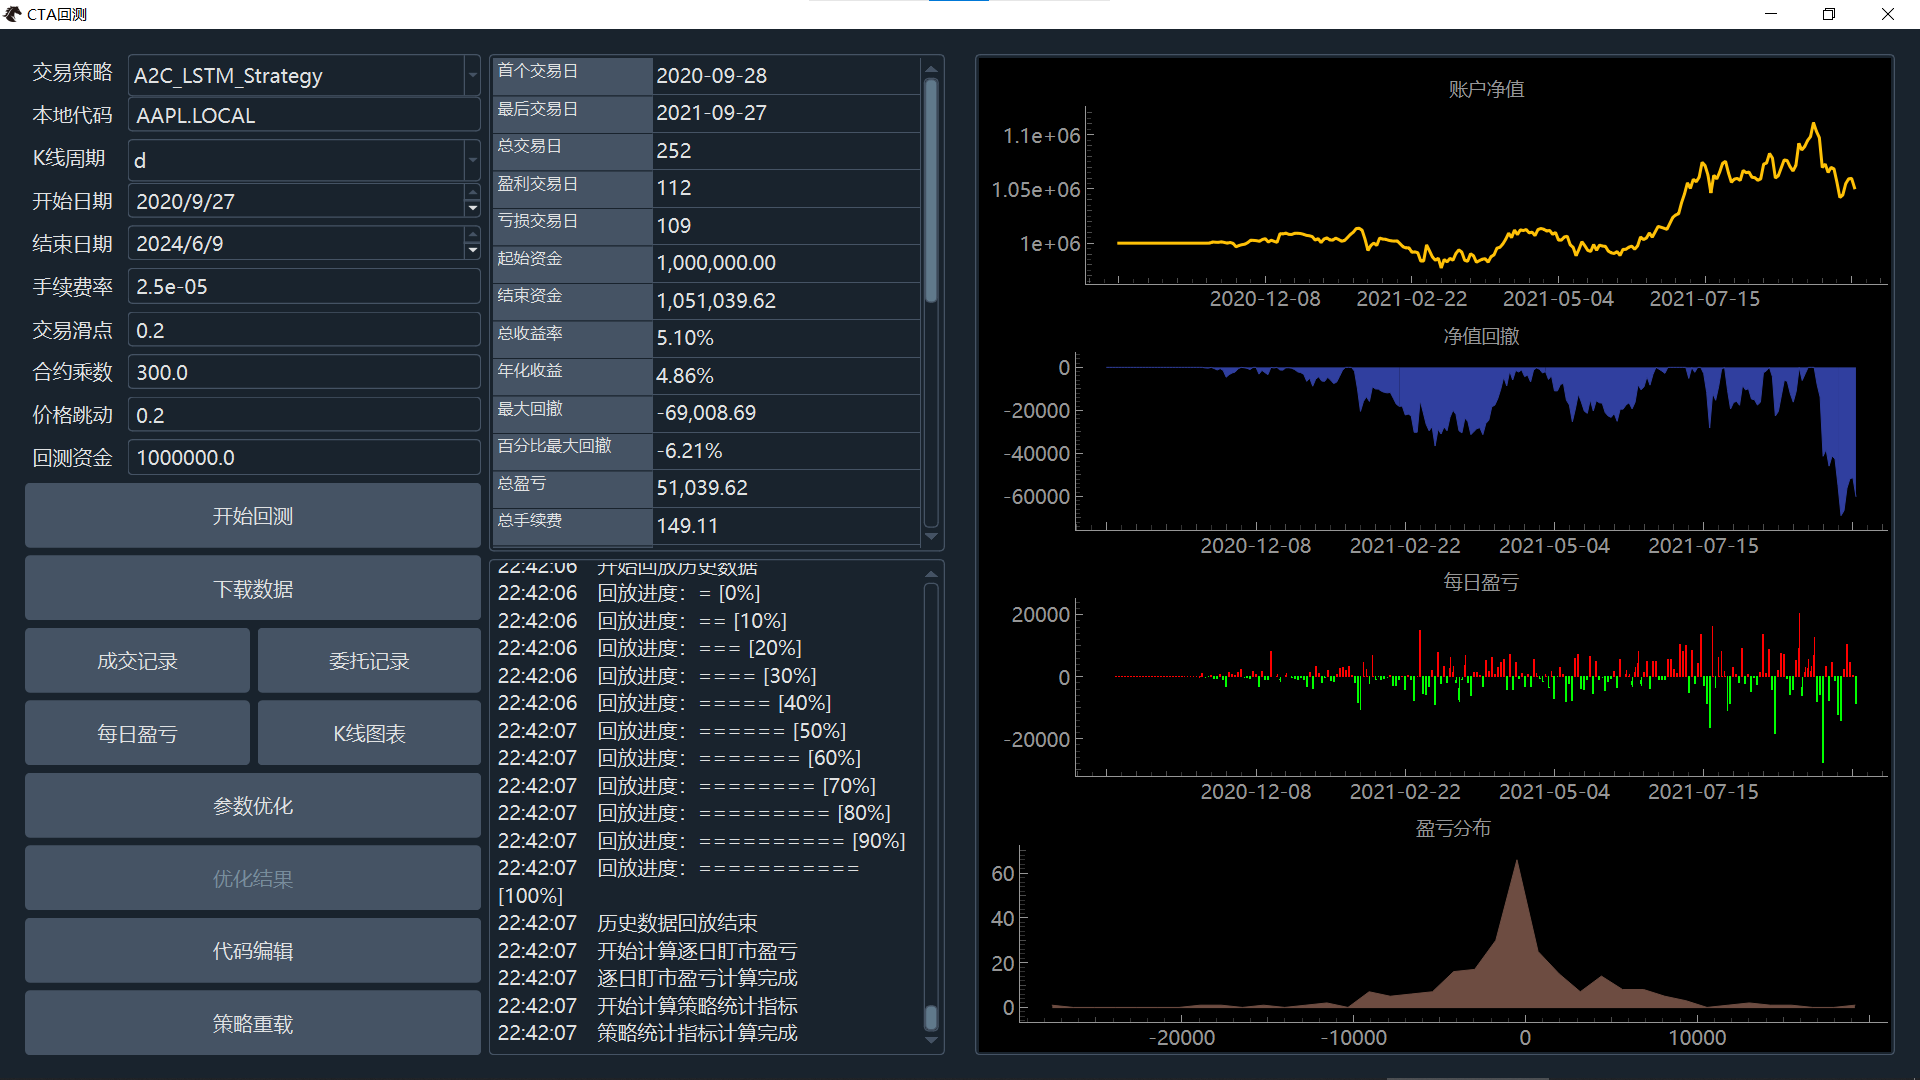 CTA回测
交易策略 A2C_LSTM_Strategy
本地代码 AAPL.LOCAL
K线周期 d
开始日期 2020/9/27
结束日期 2024/6/9
手续费率 2.5e-05
交易滑点 0.2
合约乘数 300.0
价格跳动 0.2
回测资金 1000000.0
开始回测
下载数据
成交记录 委托记录
每日盈亏 K线图表
参数优化
优化结果
代码编辑
策略重载
首个交易日 2020-09-28
最后交易日 2021-09-27
总交易日 252
盈利交易日 112
亏损交易日 109
起始资金 1,000,000.00
结束资金 1,051,039.62
总收益率 5.10%
年化收益 4.86%
最大回撤 -69,008.69
百分比最大回撤 -6.21%
总盈亏 51,039.62
总手续费 149.11
22:42:06 开始回放历史数据
22:42:06 回放进度：= [0%]
22:42:06 回放进度：== [10%]
22:42:06 回放进度：=== [20%]
22:42:06 回放进度：==== [30%]
22:42:06 回放进度：===== [40%]
22:42:07 回放进度：====== [50%]
22:42:07 回放进度：======= [60%]
22:42:07 回放进度：======== [70%]
22:42:07 回放进度：========= [80%]
22:42:07 回放进度：========== [90%]
22:42:07 回放进度：===========
[100%]
22:42:07 历史数据回放结束
22:42:07 开始计算逐日盯市盈亏
22:42:07 逐日盯市盈亏计算完成
22:42:07 开始计算策略统计指标
22:42:07 策略统计指标计算完成
账户净值
1.1e+06
1.05e+06
1e+06
2020-12-08 2021-02-22 2021-05-04 2021-07-15
净值回撤
0
-20000
-40000
-60000
2020-12-08 2021-02-22 2021-05-04 2021-07-15
每日盈亏
20000
0
-20000
2020-12-08 2021-02-22 2021-05-04 2021-07-15
盈亏分布
60
40
20
0
-20000 -10000 0 10000